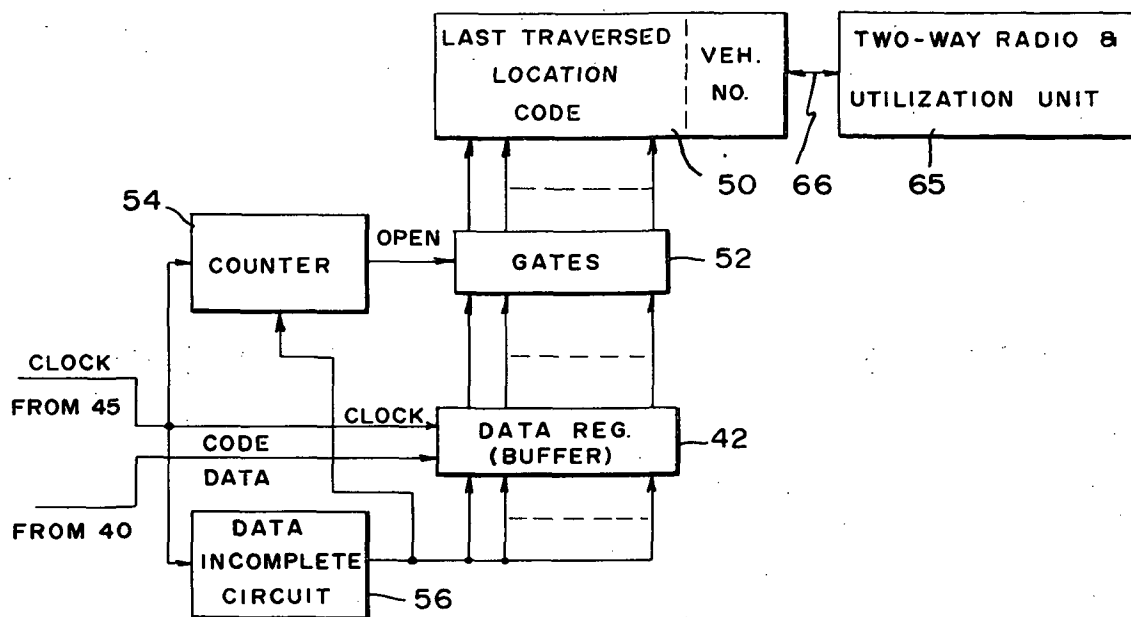 LAST TRAVERSED
LOCATION
CODE
VEH.
NO.
TWO-WAY RADIO &
UTILIZATION UNIT
50
66
65
54
COUNTER
OPEN
GATES
52
CLOCK
FROM 45
CLOCK
CODE
DATA
DATA REG.
(BUFFER)
42
FROM 40
DATA
INCOMPLETE
CIRCUIT
56